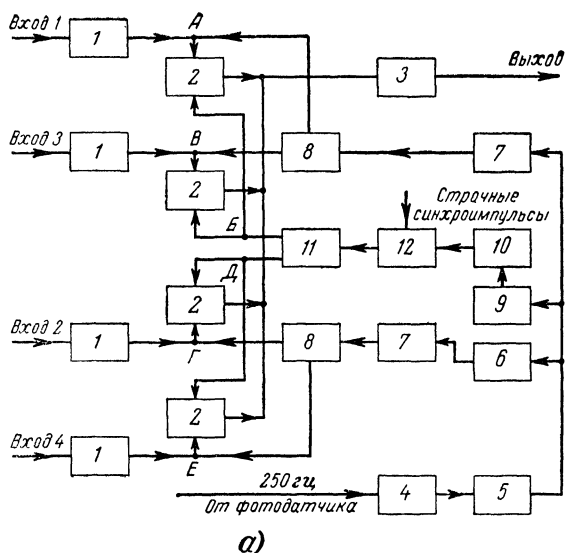 Вход 1
1
А
2
3
Выход
Вход 3
1
В
8
7
2
Строчные
синхроимпульсы
Б
11
12
10
Д
2
9
Вход 2
1
Г
8
7
6
2
Вход 4
1
Е
250 гц
От фотодатчика
4
5
а)